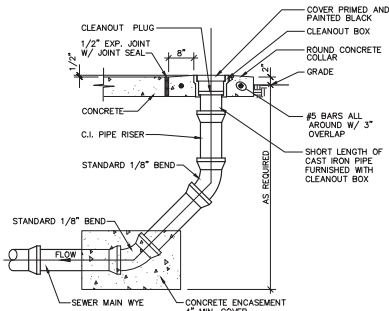 COVER PRIMED AND
PAINTED BLACK
CLEANOUT PLUG
CLEANOUT BOX
1/2" EXP. JOINT
W/ JOINT SEAL
8"
ROUND CONCRETE
COLLAR
1/2"
2"
GRADE
CONCRETE
#5 BARS ALL
AROUND W/ 3"
OVERLAP
C.I. PIPE RISER
SHORT LENGTH OF
CAST IRON PIPE
FURNISHED WITH
CLEANOUT BOX
STANDARD 1/8" BEND
AS REQUIRED
STANDARD 1/8" BEND
FLOW
SEWER MAIN WYE
CONCRETE ENCASEMENT
4" MIN. COVER